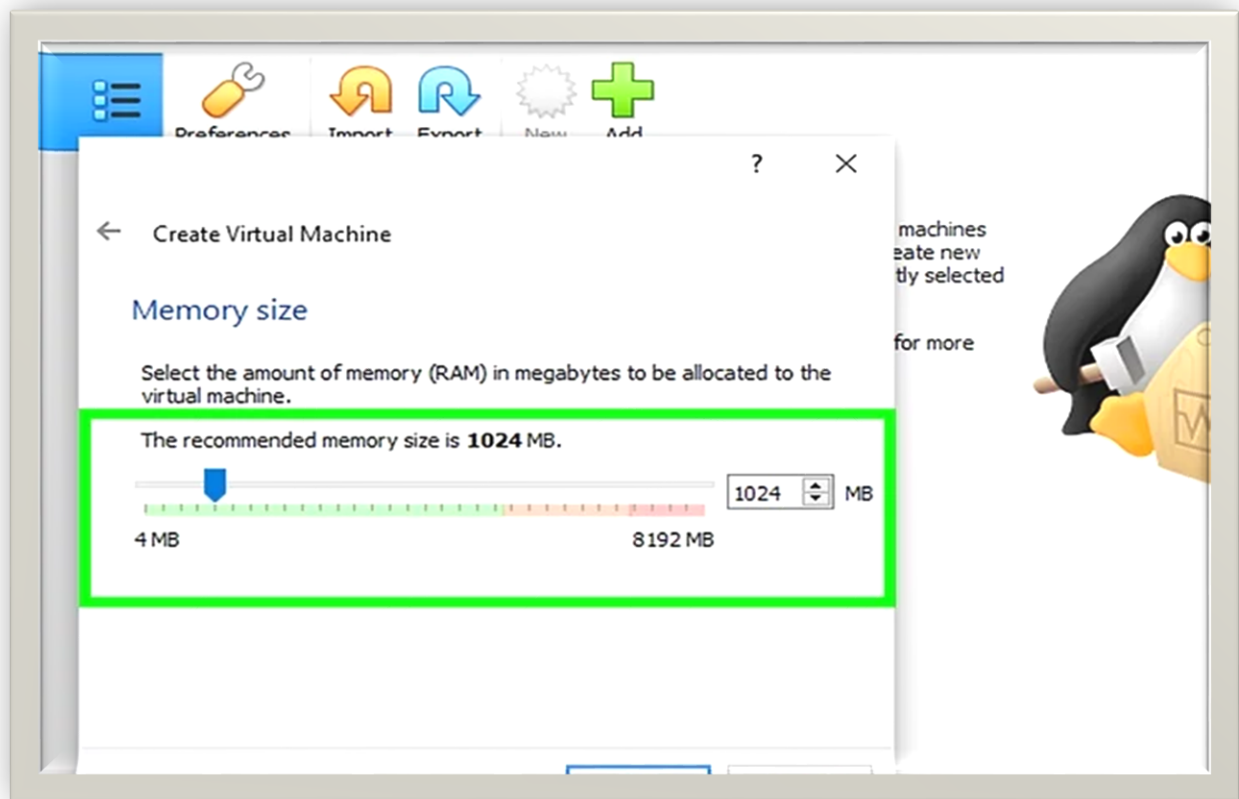 Preferences Import Export New Add
?
Create Virtual Machine
machines
eate new
tly selected
for more
Memory size
Select the amount of memory (RAM) in megabytes to be allocated to the
virtual machine.
The recommended memory size is 1024 MB.
1024 MB
4 MB 8192 MB